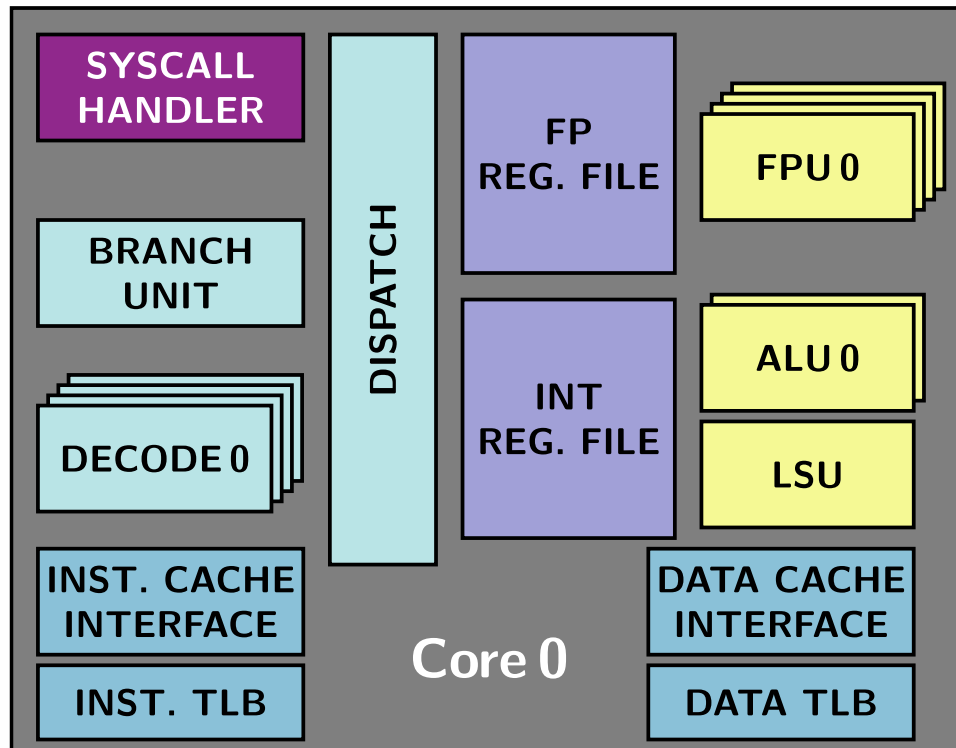 SYSCALL
HANDLER
BRANCH
UNIT
DECODE 0
INST. CACHE
INTERFACE
INST. TLB
DISPATCH
FP
REG. FILE
INT
REG. FILE
FPU 0
ALU 0
LSU
DATA CACHE
INTERFACE
DATA TLB
Core 0